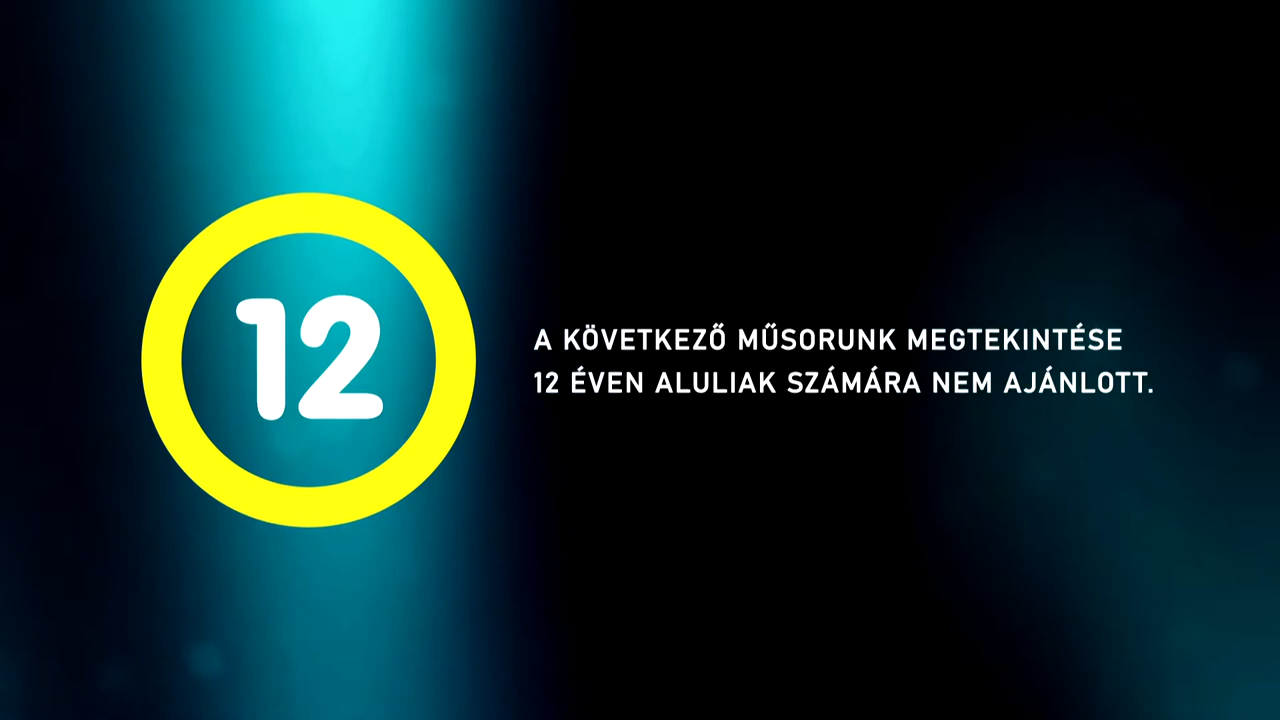 12
A KÖVETKEZŐ MŰSORUNK MEGTEKINTÉSE
12 ÉVEN ALULIAK SZÁMÁRA NEM AJÁNLOTT.